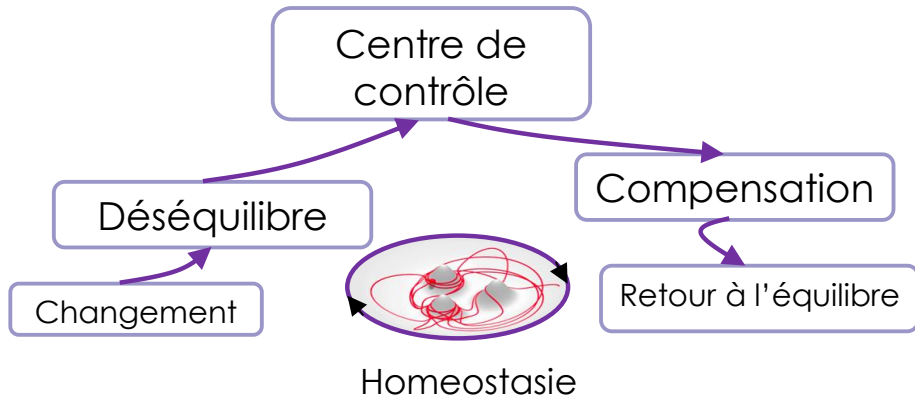 Centre de
contrôle
Déséquilibre
Compensation
Changement
Retour à l'équilibre
Homeostasie